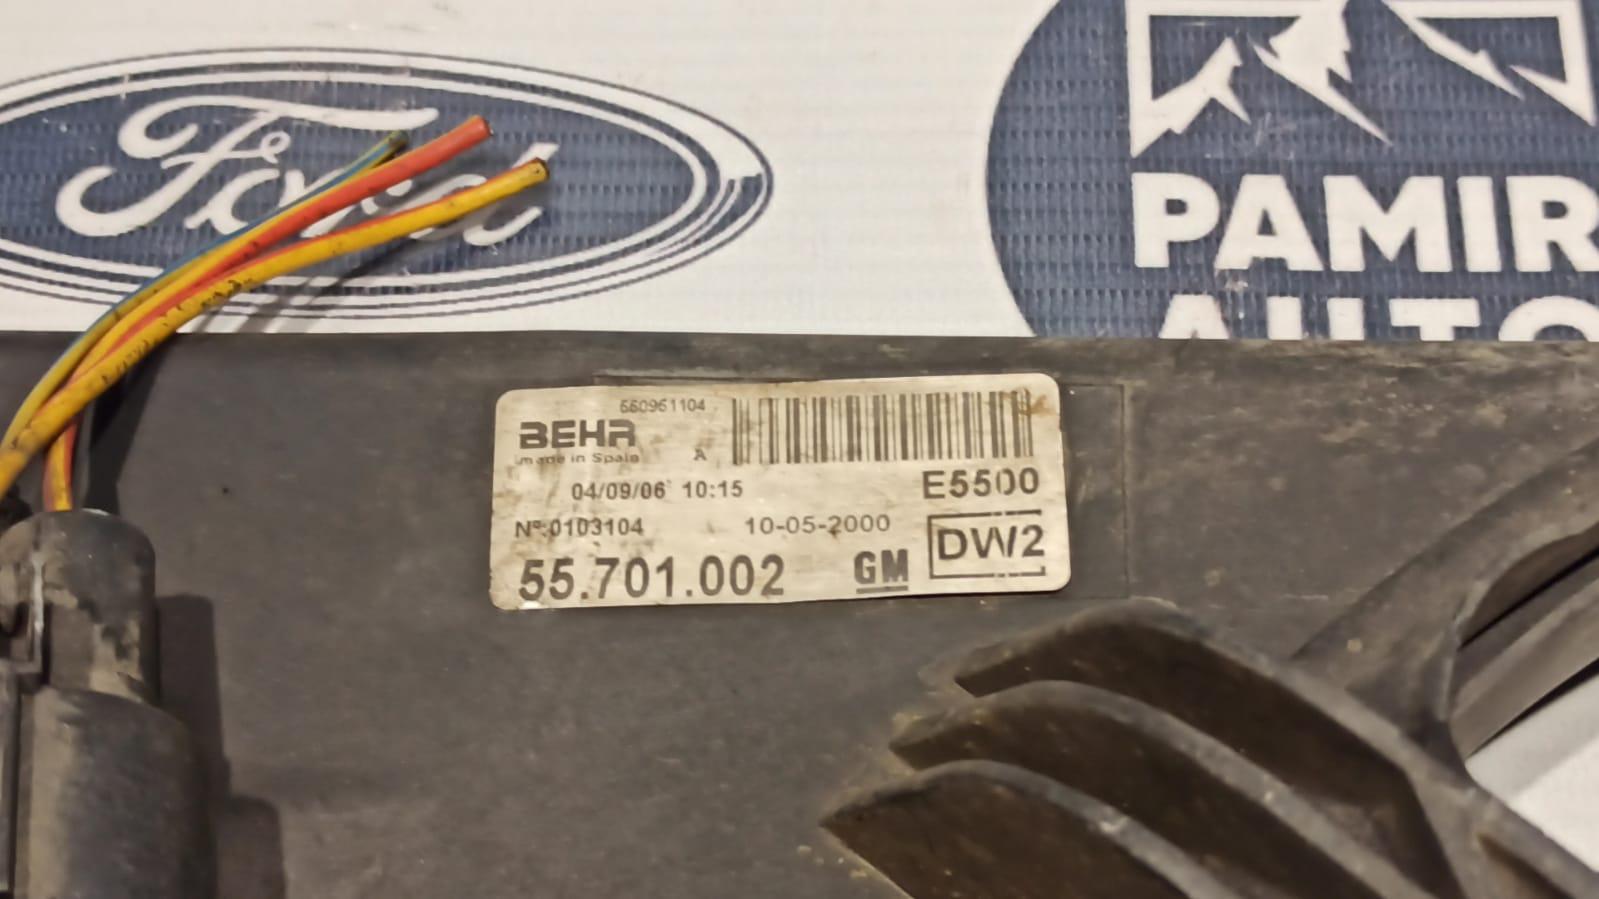 Ford
PAMIR
AUTO
560961104
BEHR
made in Spain
A
04/09/06 10:15
E5500
Nº:0103104
10-05-2000
DW2
55.701.002
GM